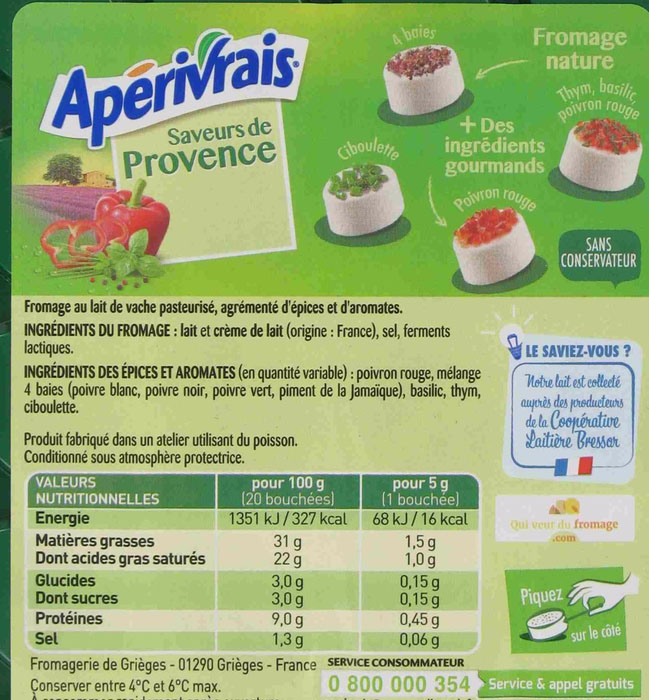 Apérivrais
Saveurs de
Provence
4 baies
Fromage
nature
Thym, basilic,
poivron rouge
+ Des
ingrédients
gourmands
Ciboulette
Poivron rouge
SANS
CONSERVATEUR
Fromage au lait de vache pasteurisé, agrémenté d'épices et d'aromates.
INGRÉDIENTS DU FROMAGE : lait et crème de lait (origine : France), sel, ferments
lactiques.
INGRÉDIENTS DES ÉPICES ET AROMATES (en quantité variable) : poivron rouge, mélange
4 baies (poivre blanc, poivre noir, poivre vert, piment de la Jamaïque), basilic, thym,
ciboulette.
Produit fabriqué dans un atelier utilisant du poisson.
Conditionné sous atmosphère protectrice.
LE SAVIEZ-VOUS ?
Notre lait est collecté
auprès des producteurs
de la Coopérative
Laitière Bressor
VALEURS NUTRITIONNELLES pour 100 g (20 bouchées) pour 5 g (1 bouchée)
Energie 1351 kJ / 327 kcal 68 kJ / 16 kcal
Matières grasses 31 g 1,5 g
Dont acides gras saturés 22 g 1,0 g
Glucides 3,0 g 0,15 g
Dont sucres 3,0 g 0,15 g
Protéines 9,0 g 0,45 g
Sel 1,3 g 0,06 g
Qui veut du fromage
.com
Piquez
sur le côté
Fromagerie de Grièges - 01290 Grièges - France
Conserver entre 4°C et 6°C max.
SERVICE CONSOMMATEUR
0 800 000 354 Service & appel gratuits